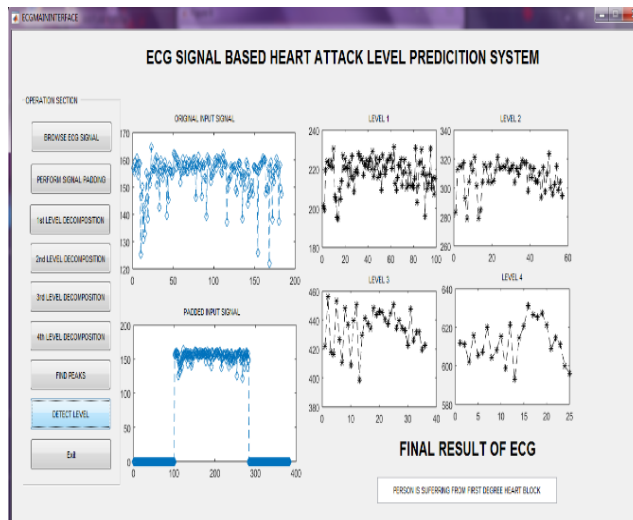 ECGMAININTERFACE
ECG SIGNAL BASED HEART ATTACK LEVEL PREDICITION SYSTEM
OPERATION SECTION
BROWSE ECG SIGNAL
PERFORM SIGNAL PADDING
1st LEVEL DECOMPOSITION
2nd LEVEL DECOMPOSITION
3rd LEVEL DECOMPOSITION
4th LEVEL DECOMPOSITION
FIND PEAKS
DETECT LEVEL
Exit
ORIGINAL INPUT SIGNAL
170
160
150
140
130
120
0 50 100 150 200
LEVEL 1
240
220
200
180
0 20 40 60 80 100
LEVEL 2
340
320
300
280
260
0 20 40 60
PADDED INPUT SIGNAL
200
150
100
50
0
0 100 200 300 400
LEVEL 3
460
440
420
400
380
0 10 20 30 40
LEVEL 4
640
620
600
580
0 5 10 15 20 25
FINAL RESULT OF ECG
PERSON IS SUFERING FROM FIRST DEGREE HEART BLOCK